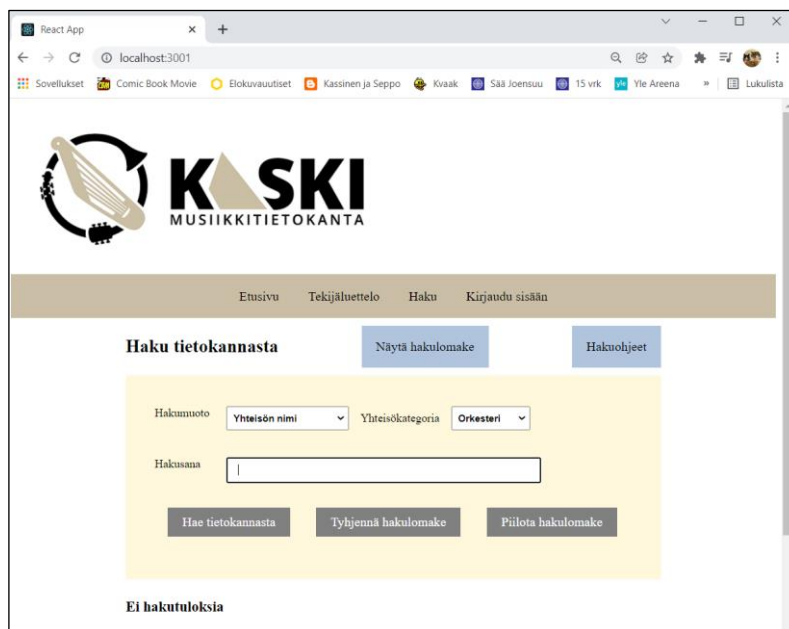 React App
localhost:3001
Sovellukset Comic Book Movie Elokuvauutiset Kassinen ja Seppo Kvaak Sää Joensuu 15 vrk yle Yle Areena » Lukulista
KASKI
MUSIIKKITIETOKANTA
Etusivu Tekijäluettelo Haku Kirjaudu sisään
Haku tietokannasta Näytä hakulomake Hakuohjeet
Hakumuoto Yhteisön nimi Yhteisökategoria Orkesteri
Hakusana
Hae tietokannasta Tyhjennä hakulomake Piilota hakulomake
Ei hakutuloksia